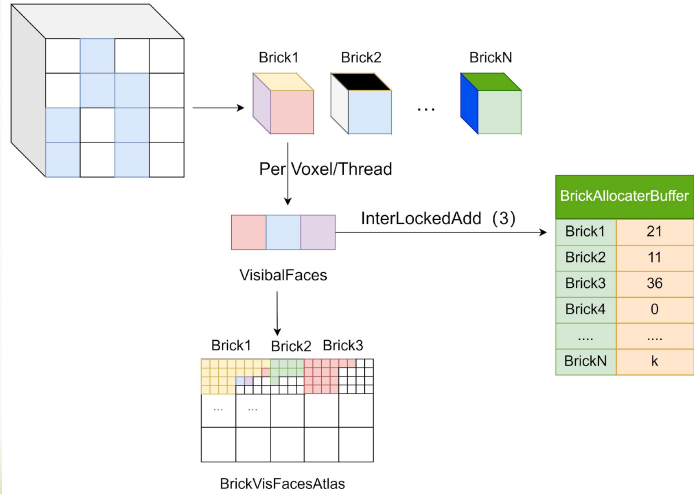 Brick1
Brick2
BrickN
...
Per Voxel/Thread
InterLockedAdd (3)
VisibalFaces
BrickAllocaterBuffer
Brick1 21
Brick2 11
Brick3 36
Brick4 0
.... ....
BrickN k
Brick1 Brick2 Brick3
... ...
BrickVisFacesAtlas